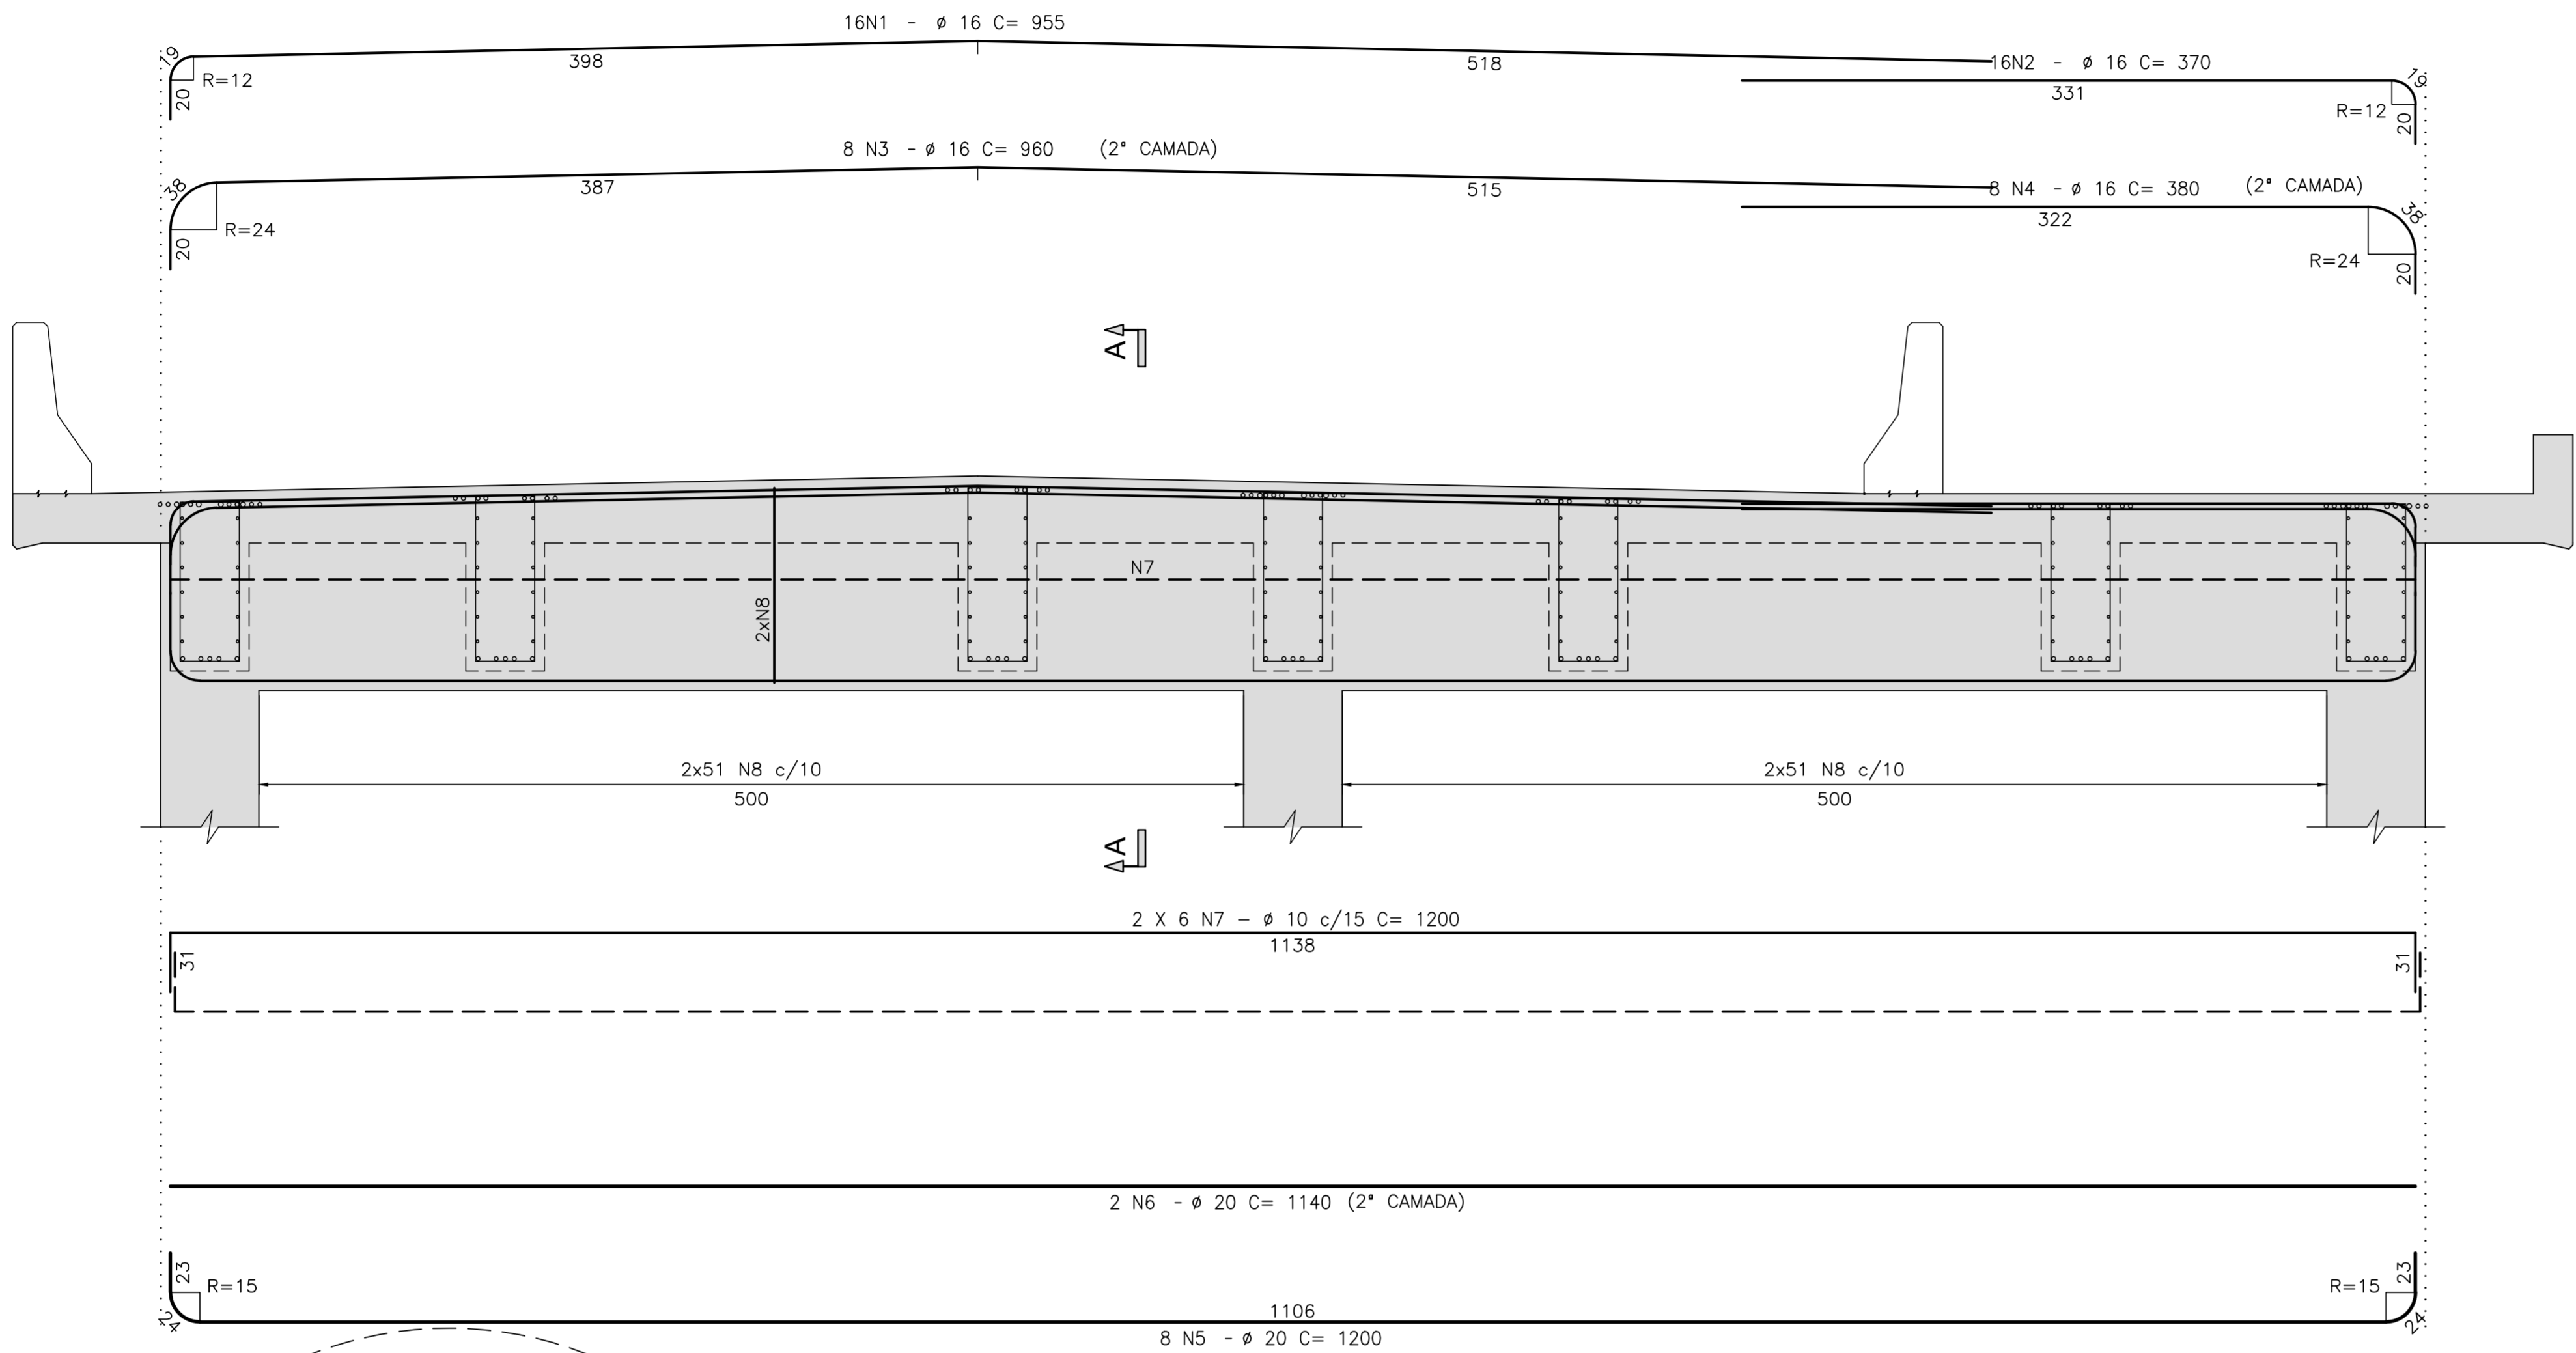 16N1 - ø 16 C= 955
19
398
518
16N2 - ø 16 C= 370
19
R=12
20
331
R=12
20
8 N3 - ø 16 C= 960 (2ª CAMADA)
38
387
515
8 N4 - ø 16 C= 380 (2ª CAMADA)
322
38
R=24
20
R=24
20
A
N7
2xN8
2x51 N8 c/10
500
2x51 N8 c/10
500
A
2 X 6 N7 - ø 10 c/15 C= 1200
1138
31
31
2 N6 - ø 20 C= 1140 (2ª CAMADA)
23
R=15
R=15
23
24
1106
24
8 N5 - ø 20 C= 1200